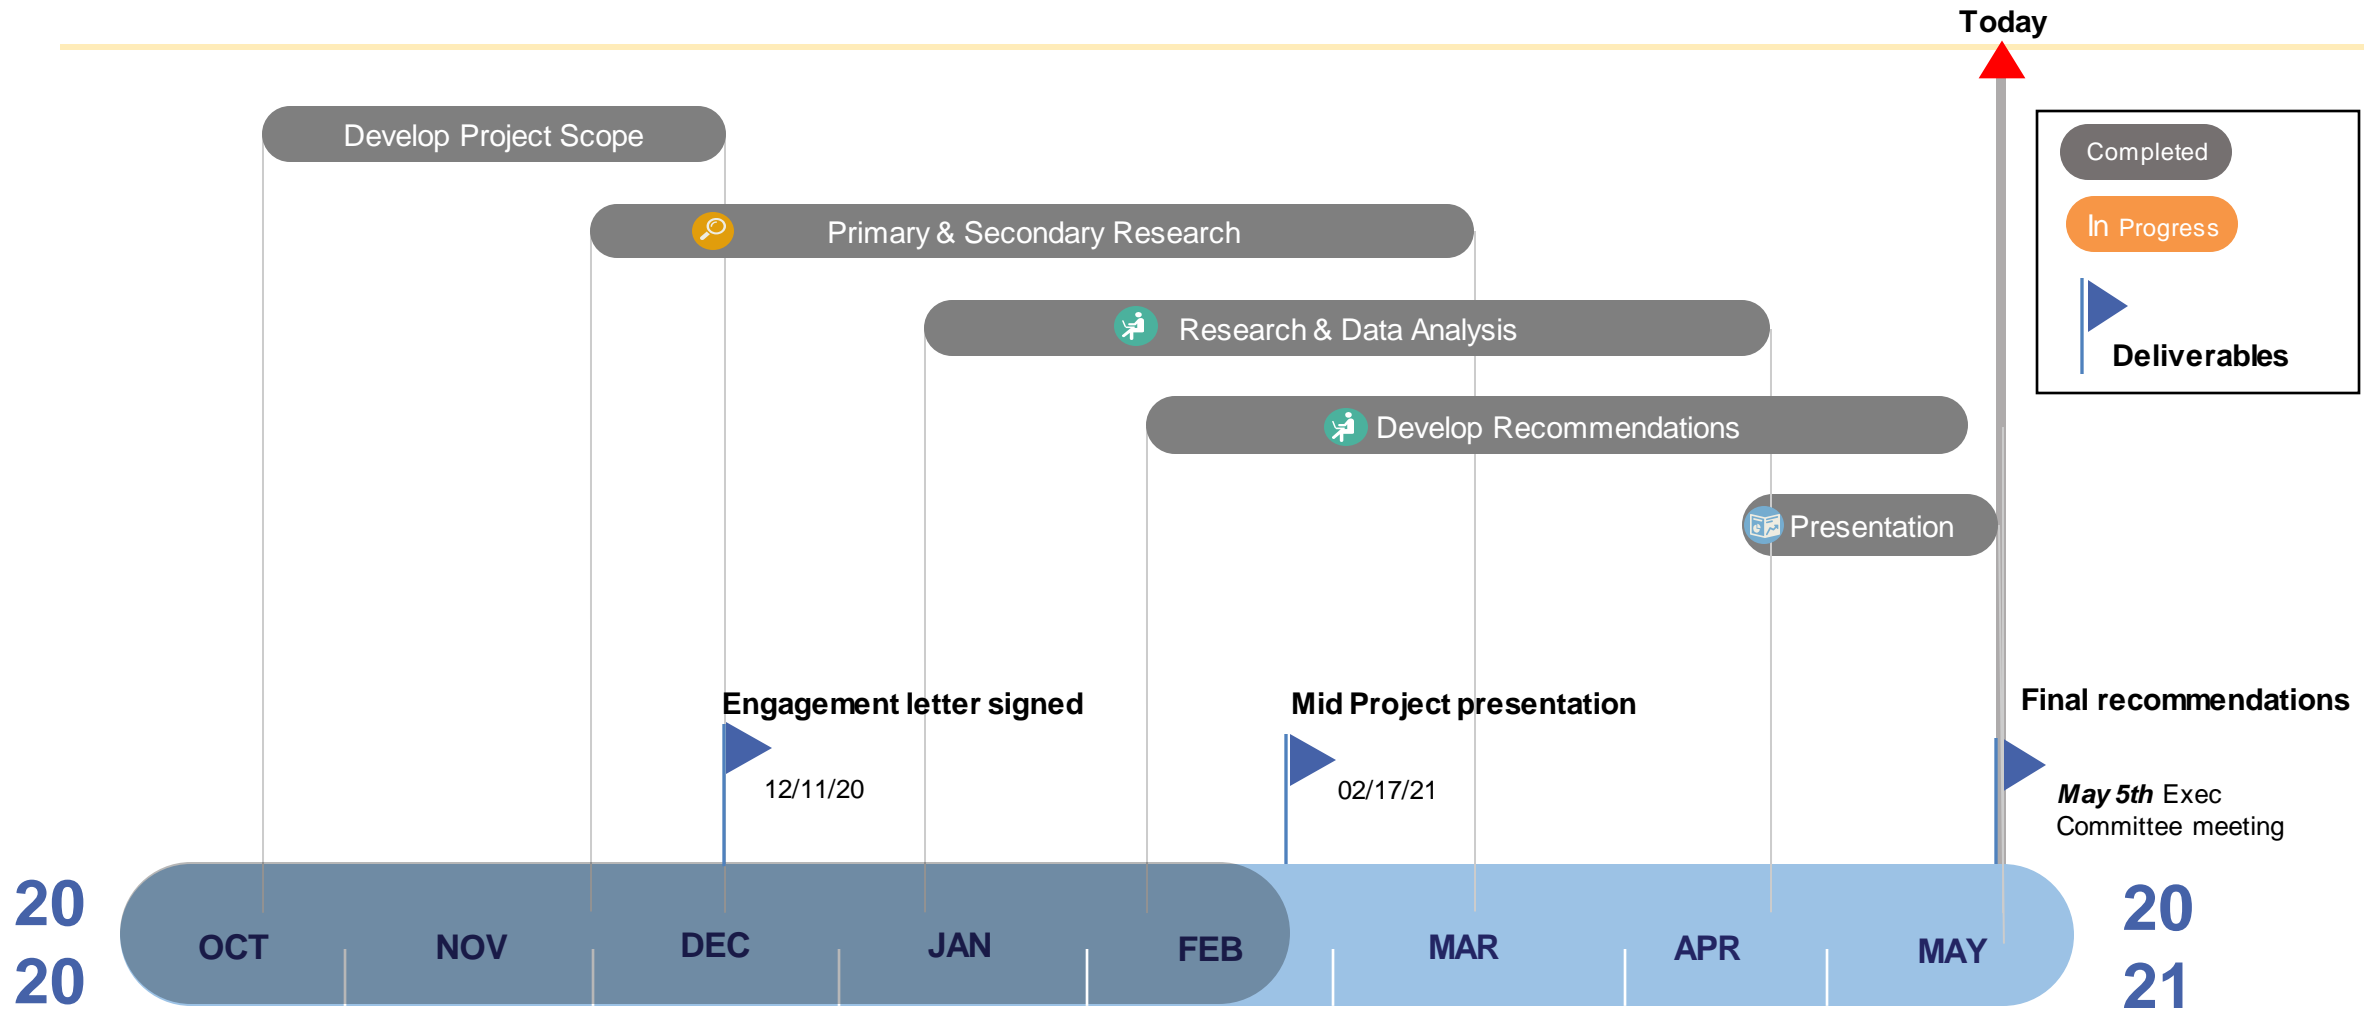 Today
Develop Project Scope
Completed
Primary & Secondary Research
In Progress
Research & Data Analysis
Deliverables
Develop Recommendations
Presentation
Engagement letter signed
12/11/20
Mid Project presentation
02/17/21
Final recommendations
May 5th Exec
Committee meeting
20
20
OCT
NOV
DEC
JAN
FEB
MAR
APR
MAY
20
21